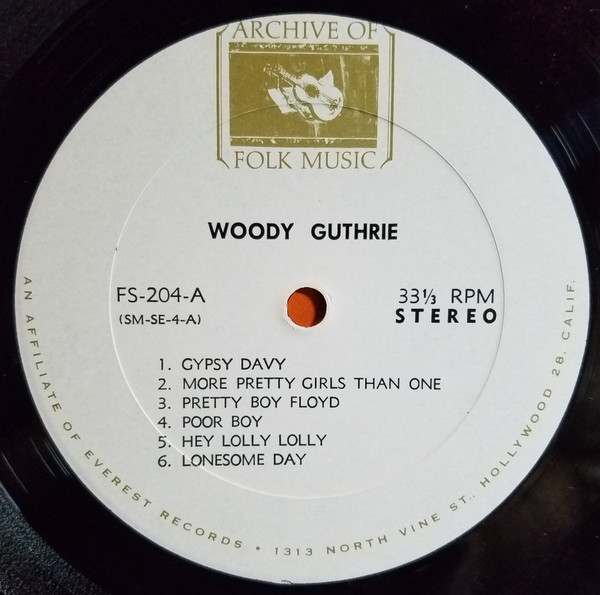 ARCHIVE OF
FOLK MUSIC
WOODY GUTHRIE
FS-204-A
(SM-SE-4-A)
33⅓ RPM
STEREO
1. GYPSY DAVY
2. MORE PRETTY GIRLS THAN ONE
3. PRETTY BOY FLOYD
4. POOR BOY
5. HEY LOLLY LOLLY
6. LONESOME DAY
AN AFFILIATE OF EVEREST RECORDS • 1313 NORTH VINE ST., HOLLYWOOD 28, CALIF.